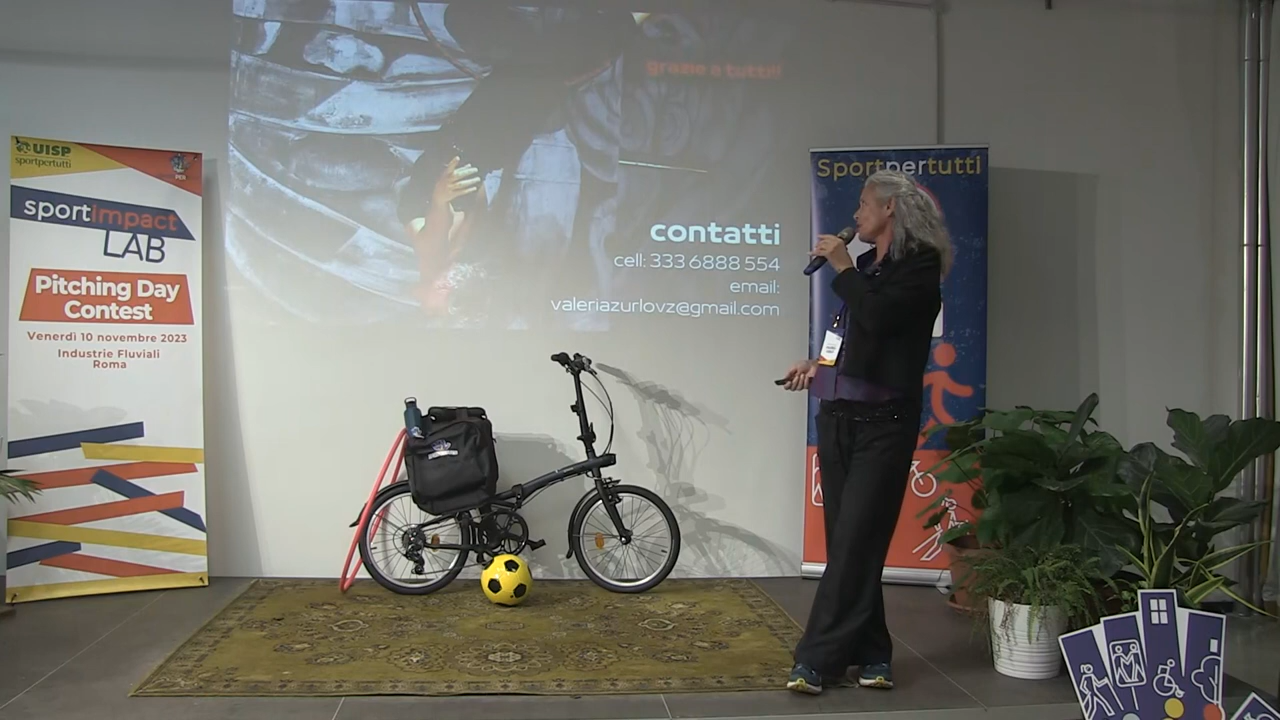 UISP
sportpertutti
sportimpact
LAB
Pitching Day
Contest
Venerdì 10 novembre 2023
Industrie Fluviali
Roma
grazie a tutti!
contatti
cell: 333 6888 554
email:
valeriazurlovz@gmail.com
Sportpertutti